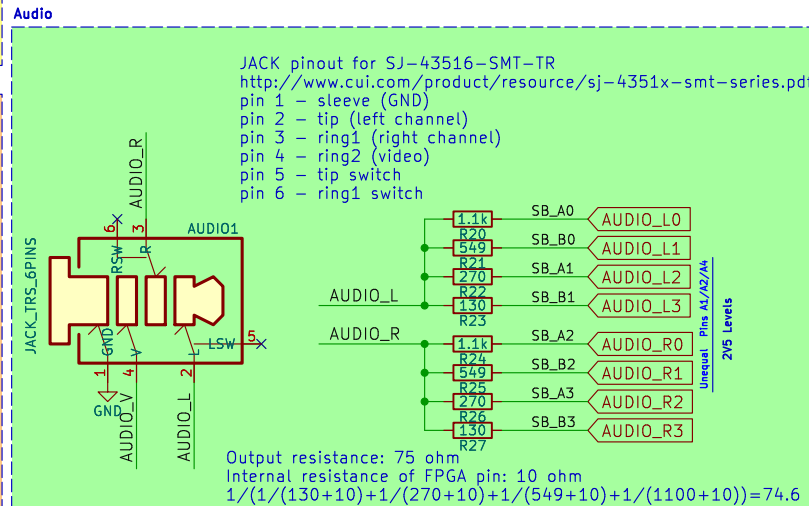 Audio
JACK pinout for SJ-43516-SMT-TR
http://www.cui.com/product/resource/sj-4351x-smt-series.pdf
pin 1 - sleeve (GND)
pin 2 - tip (left channel)
pin 3 - ring1 (right channel)
pin 4 - ring2 (video)
pin 5 - tip switch
pin 6 - ring1 switch
AUDIO_R
6
3
AUDIO1
RSW
R
JACK_TRS_6PINS
GND
V
L
LSW
5
1
4
2
GND
AUDIO_V
AUDIO_L
AUDIO_L
AUDIO_R
1.1k
R20
SB_A0
AUDIO_L0
549
R21
SB_B0
AUDIO_L1
270
R22
SB_A1
AUDIO_L2
130
R23
SB_B1
AUDIO_L3
1.1k
R24
SB_A2
AUDIO_R0
549
R25
SB_B2
AUDIO_R1
270
R26
SB_A3
AUDIO_R2
130
R27
SB_B3
AUDIO_R3
Unequal Pins A1/A2/A4
2V5 Levels
Output resistance: 75 ohm
Internal resistance of FPGA pin: 10 ohm
1/(1/(130+10)+1/(270+10)+1/(549+10)+1/(1100+10))=74.6